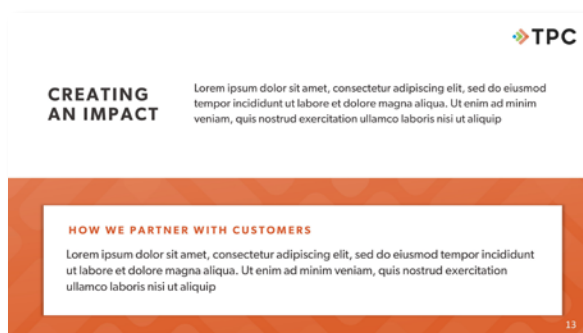 TPC
CREATING
AN IMPACT
Lorem ipsum dolor sit amet, consectetur adipiscing elit, sed do eiusmod
tempor incididunt ut labore et dolore magna aliqua. Ut enim ad minim
veniam, quis nostrud exercitation ullamco laboris nisi ut aliquip
HOW WE PARTNER WITH CUSTOMERS
Lorem ipsum dolor sit amet, consectetur adipiscing elit, sed do eiusmod tempor incididunt
ut labore et dolore magna aliqua. Ut enim ad minim veniam, quis nostrud exercitation
ullamco laboris nisi ut aliquip
13